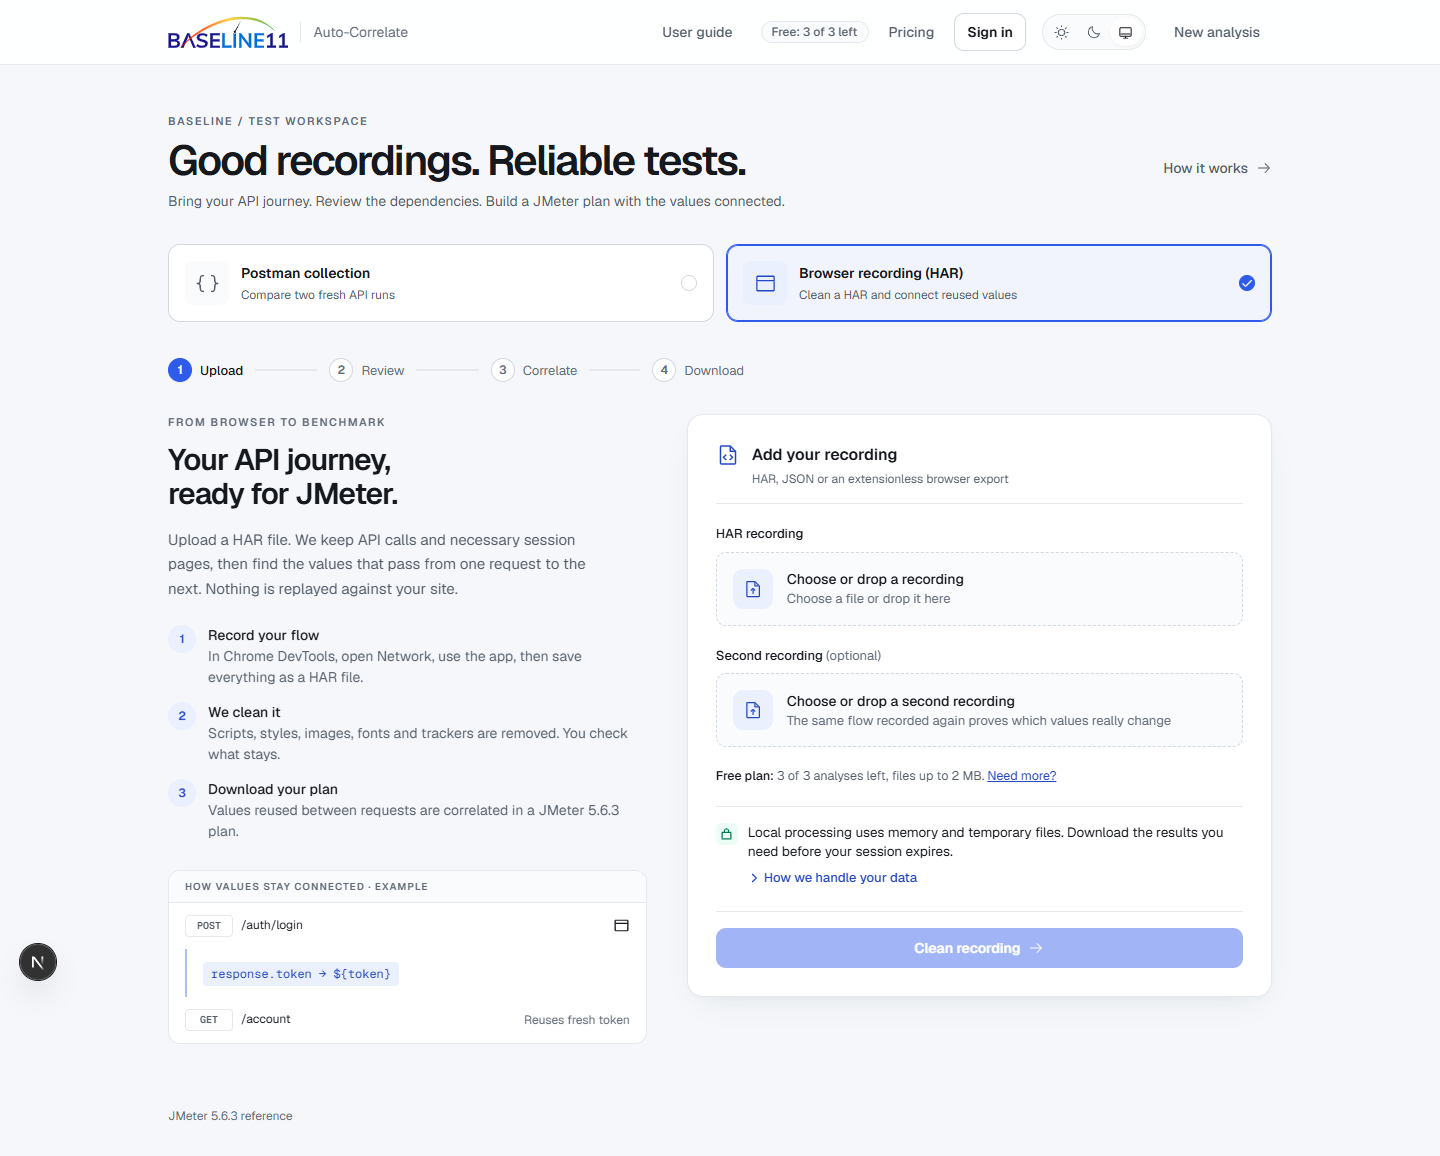 BASELINE11
Auto-Correlate
User guide
Free: 3 of 3 left
Pricing
Sign in
New analysis
BASELINE / TEST WORKSPACE
Good recordings. Reliable tests.
How it works →
Bring your API journey. Review the dependencies. Build a JMeter plan with the values connected.
{ }
Postman collection
Compare two fresh API runs
Browser recording (HAR)
Clean a HAR and connect reused values
1 Upload
2 Review
3 Correlate
4 Download
FROM BROWSER TO BENCHMARK
Your API journey,
ready for JMeter.
Upload a HAR file. We keep API calls and necessary session
pages, then find the values that pass from one request to the
next. Nothing is replayed against your site.
1 Record your flow
In Chrome DevTools, open Network, use the app, then save
everything as a HAR file.
2 We clean it
Scripts, styles, images, fonts and trackers are removed. You check
what stays.
3 Download your plan
Values reused between requests are correlated in a JMeter 5.6.3
plan.
HOW VALUES STAY CONNECTED · EXAMPLE
POST /auth/login
response.token → ${token}
GET /account
Reuses fresh token
Add your recording
HAR, JSON or an extensionless browser export
HAR recording
Choose or drop a recording
Choose a file or drop it here
Second recording (optional)
Choose or drop a second recording
The same flow recorded again proves which values really change
Free plan: 3 of 3 analyses left, files up to 2 MB. Need more?
Local processing uses memory and temporary files. Download the results you
need before your session expires.
How we handle your data
Clean recording →
N
JMeter 5.6.3 reference